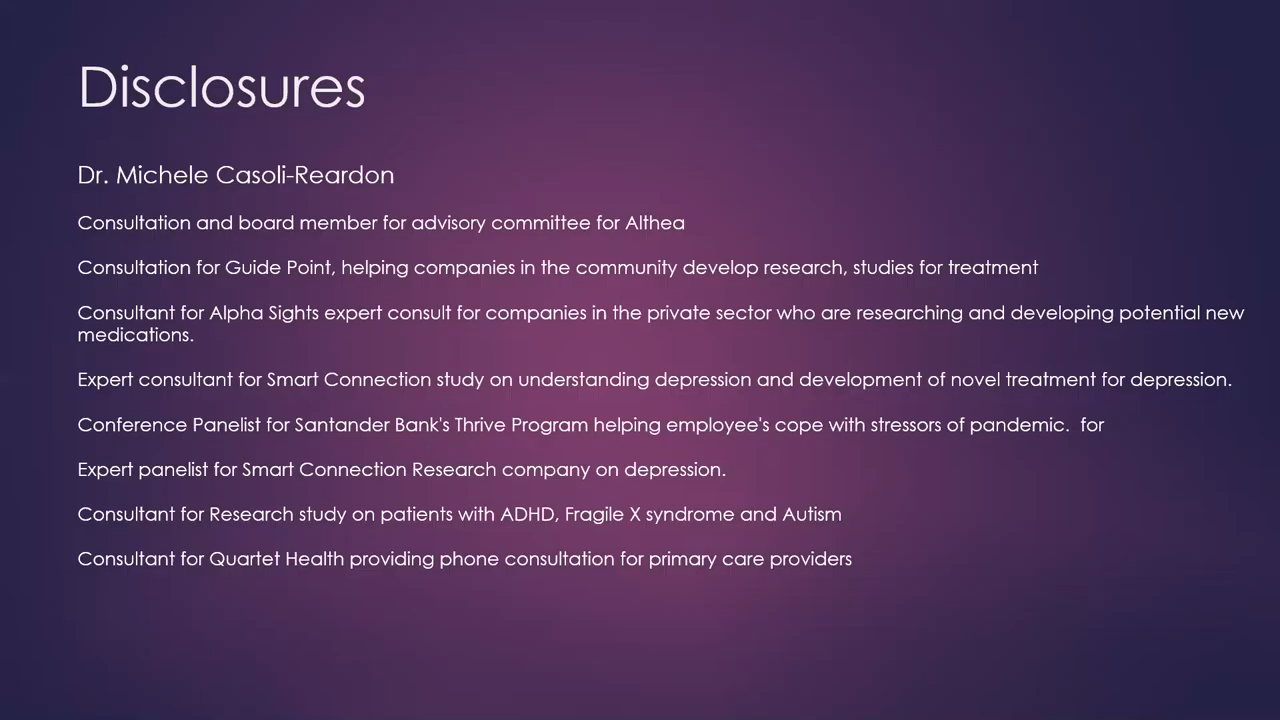 Disclosures
Dr. Michele Casoli-Reardon
Consultation and board member for advisory committee for Althea
Consultation for Guide Point, helping companies in the community develop research, studies for treatment
Consultant for Alpha Sights expert consult for companies in the private sector who are researching and developing potential new
medications.
Expert consultant for Smart Connection study on understanding depression and development of novel treatment for depression.
Conference Panelist for Santander Bank's Thrive Program helping employee's cope with stressors of pandemic.  for
Expert panelist for Smart Connection Research company on depression.
Consultant for Research study on patients with ADHD, Fragile X syndrome and Autism
Consultant for Quartet Health providing phone consultation for primary care providers